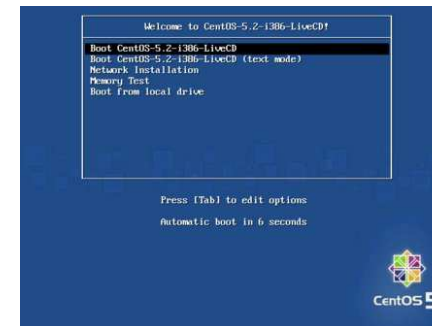 Welcome to CentOS-5.2-i386-LiveCD!
Boot CentOS-5.2-i386-LiveCD
Boot CentOS-5.2-i386-LiveCD (text mode)
Network Installation
Memory Test
Boot from local drive
Press [Tab] to edit options
Automatic boot in 6 seconds
CentOS 5